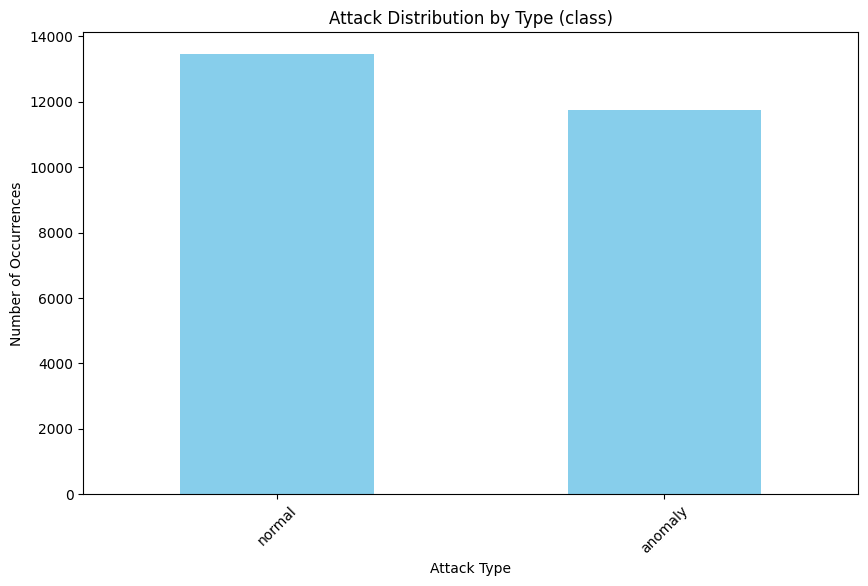 Attack Distribution by Type (class)
14000
12000
10000
8000
6000
4000
2000
0
Number of Occurrences
normal
anomaly
Attack Type